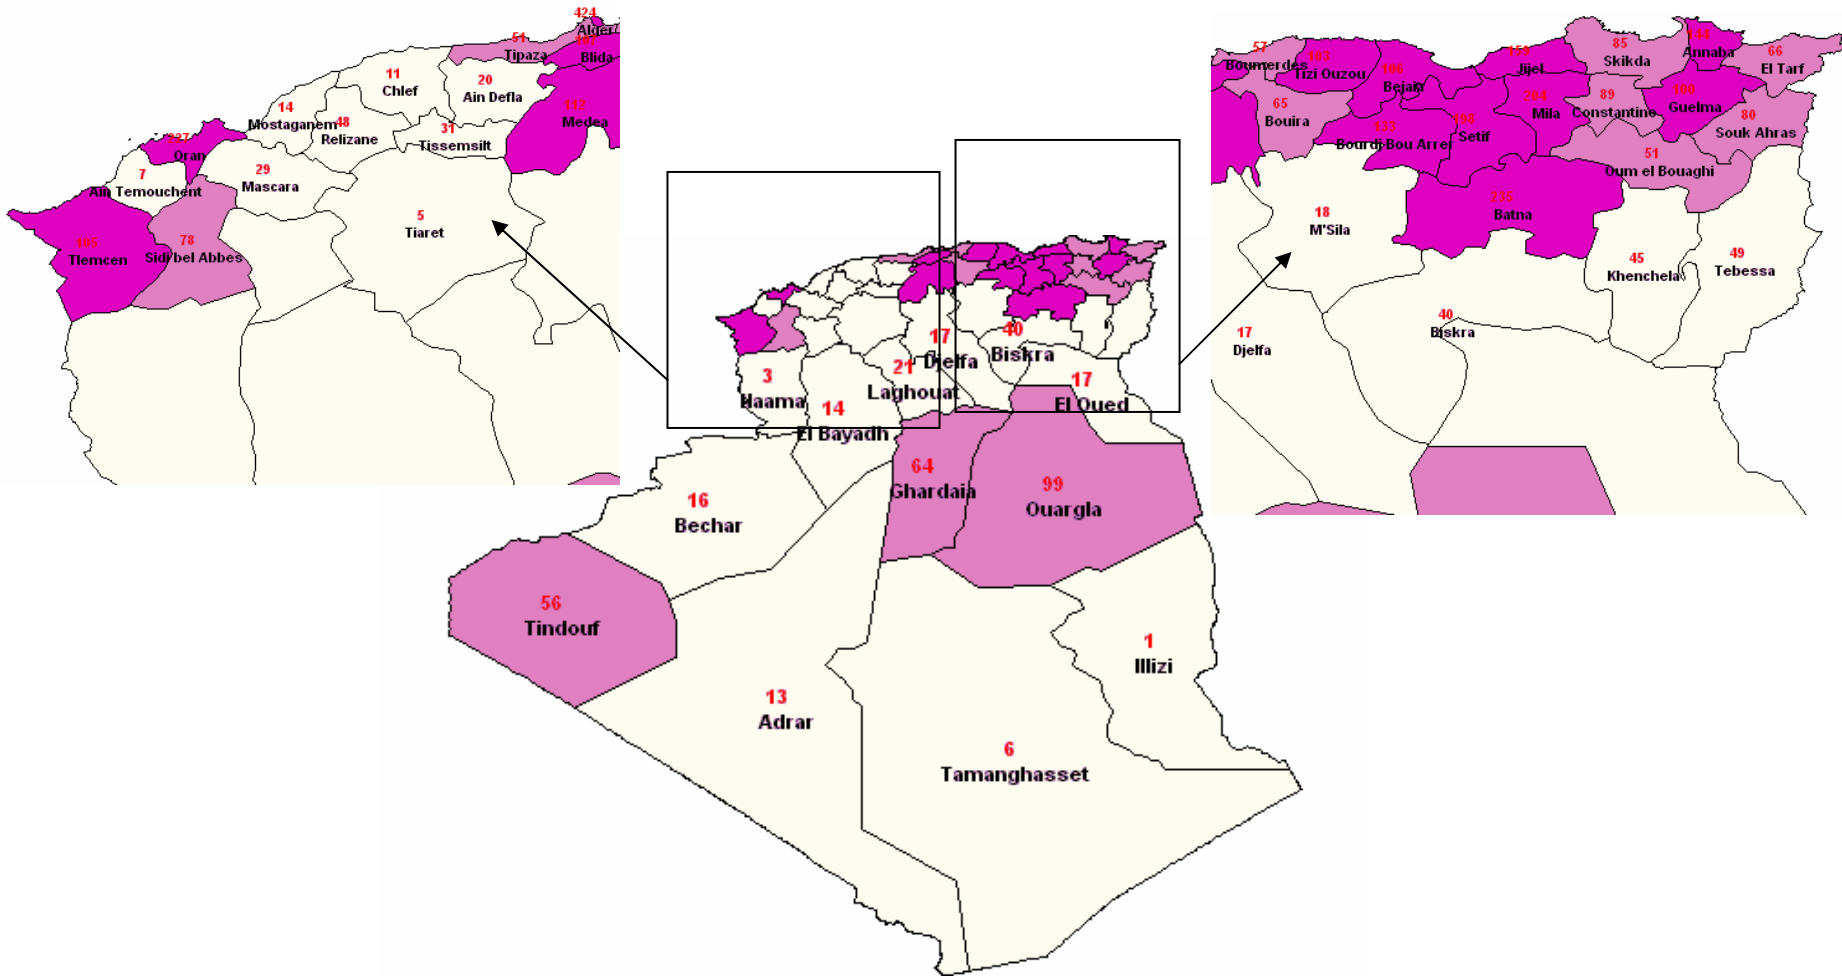 424
Alger
51
Tipaza
Blida
11
Chlef
20
Ain Defla
112
Medea
14
Mostaganem
48
Relizane
31
Tissemsilt
Oran
7
Ain Temouchent
29
Mascara
5
Tiaret
105
Tlemcen
78
Sidi bel Abbes
57
Boumerdes
103
Tizi Ouzou
106
Bejaia
159
Jijel
85
Skikda
Annaba
66
El Tarf
65
Bouira
133
Bourdj Bou Arrer
198
Setif
204
Mila
89
Constantine
100
Guelma
80
Souk Ahras
51
Oum el Bouaghi
18
M'Sila
235
Batna
45
Khenchela
49
Tebessa
17
Djelfa
40
Biskra
17
Djelfa
40
Biskra
3
Naama
21
Laghouat
17
El Oued
14
El Bayadh
64
Ghardaia
99
Ouargla
16
Bechar
56
Tindouf
1
Illizi
13
Adrar
6
Tamanghasset